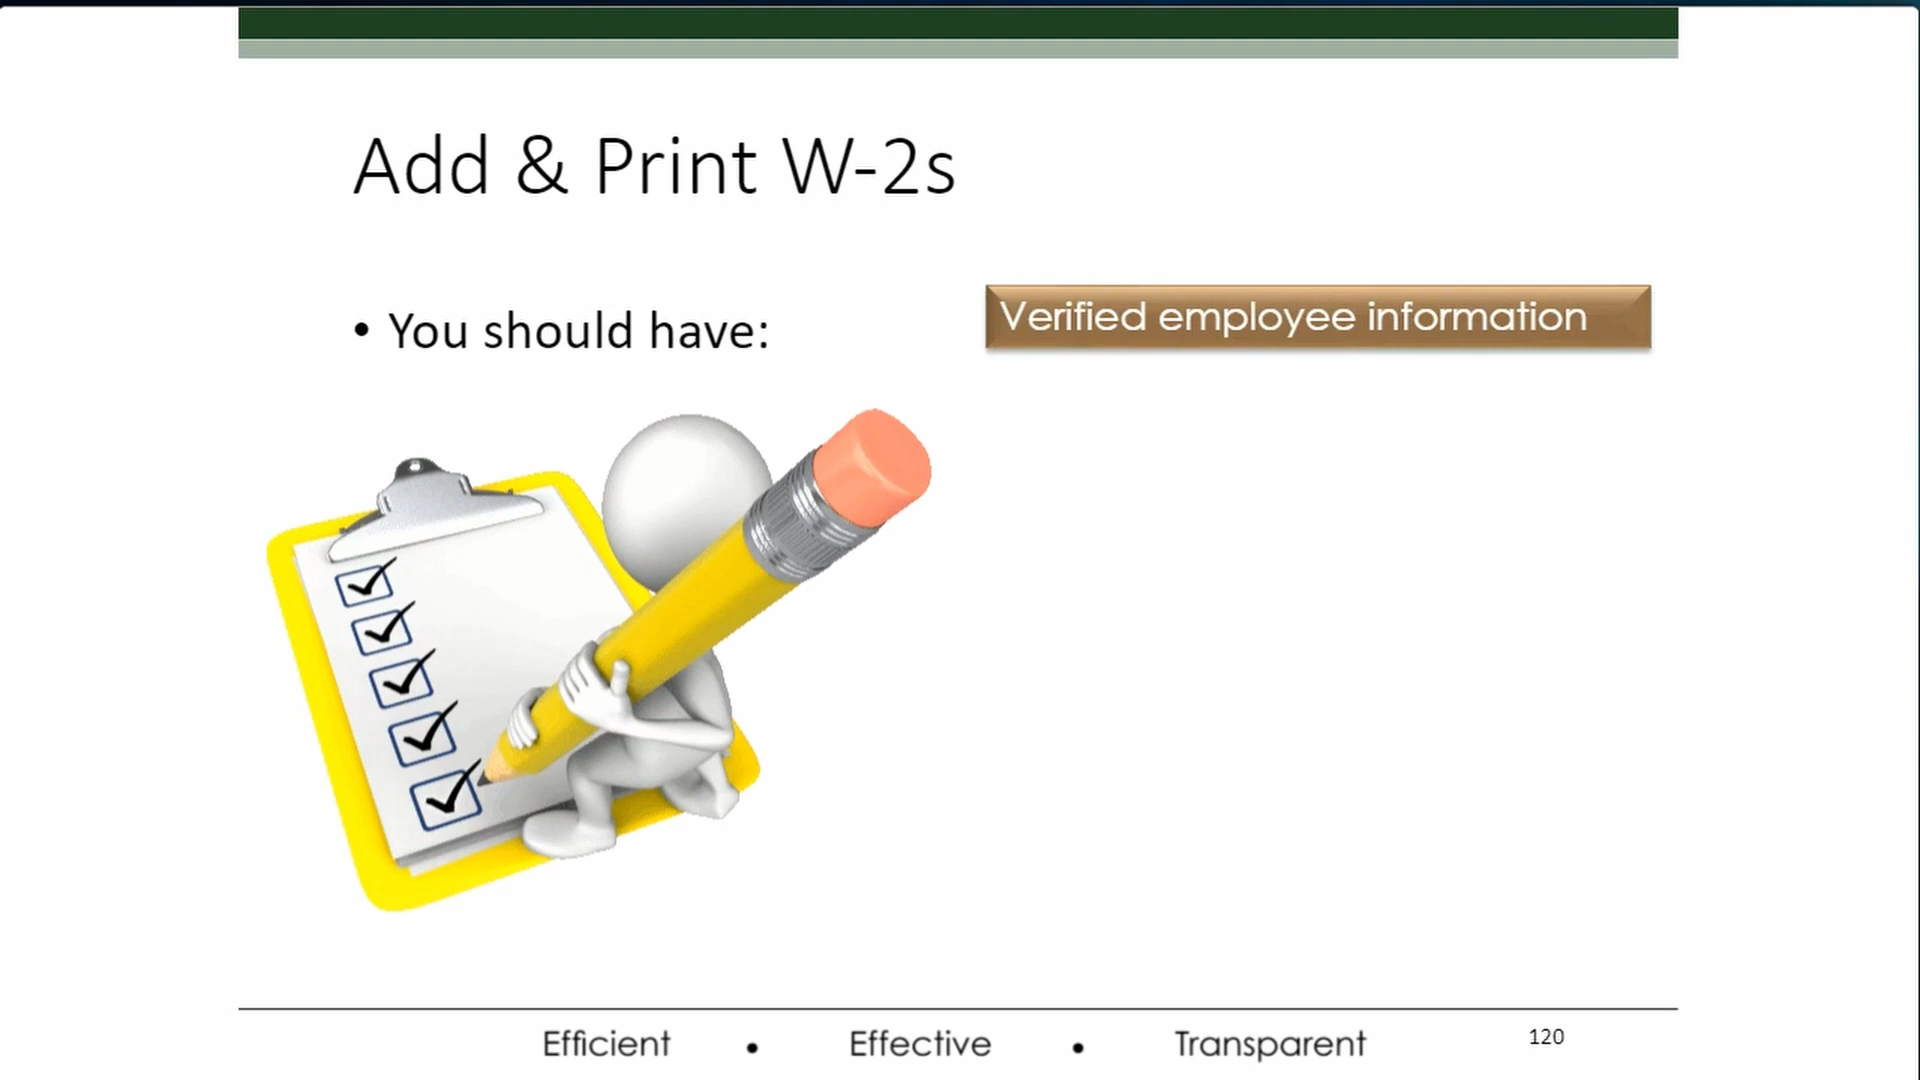 Add & Print W-2s
• You should have:
Verified employee information
Efficient • Effective • Transparent
120